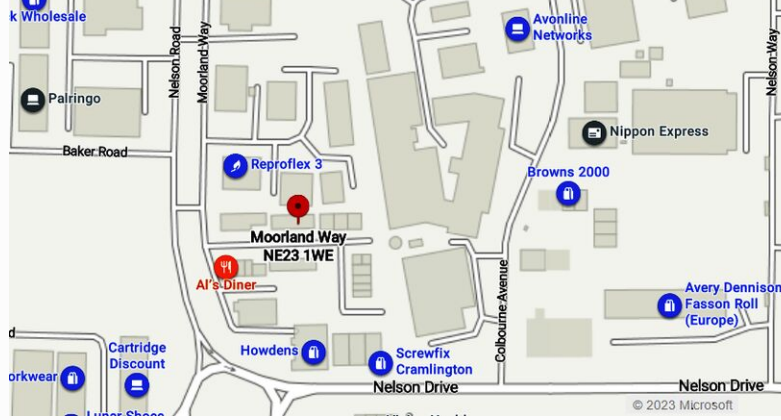 k Wholesale
Avonline
Networks
Nelson Road
Moorland Way
Nelson Way
Palringo
Nippon Express
Baker Road
Reproflex 3
Browns 2000
Moorland Way
NE23 1WE
Al's Diner
Colbourne Avenue
Avery Dennison
Fasson Roll
(Europe)
d
Cartridge
Discount
Howdens
Screwfix
Cramlington
orkwear
Nelson Drive
Nelson Drive
© 2023 Microsoft
Lunar Shoes